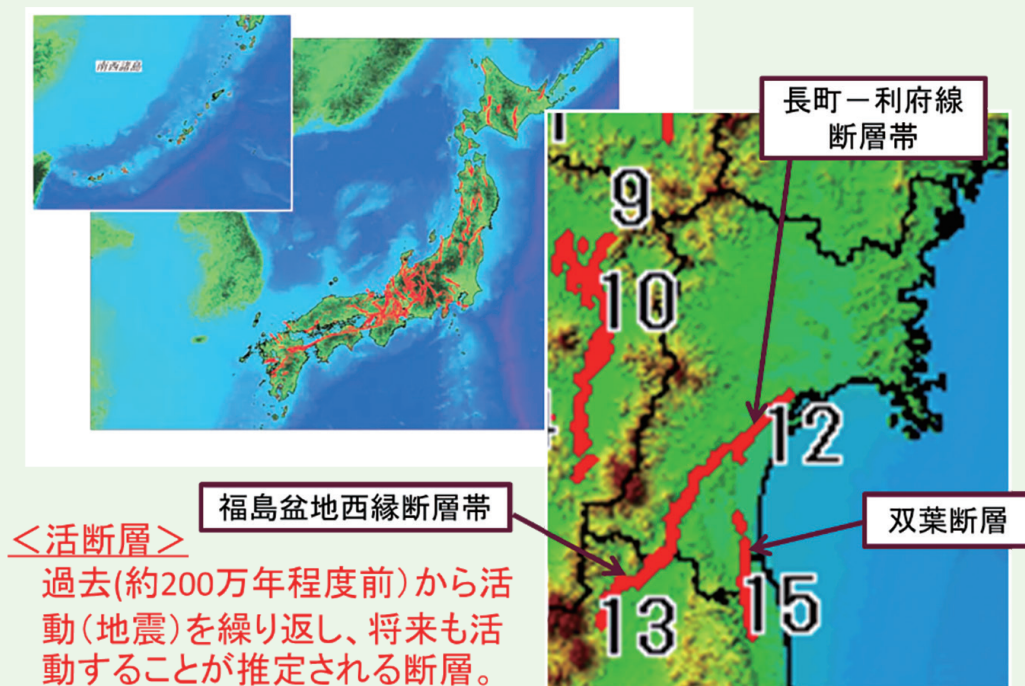 南西諸島
長町－利府線
断層帯
9
10
12
福島盆地西縁断層帯
双葉断層
13
15
＜活断層＞
過去(約200万年程度前)から活
動(地震)を繰り返し、将来も活
動することが推定される断層。